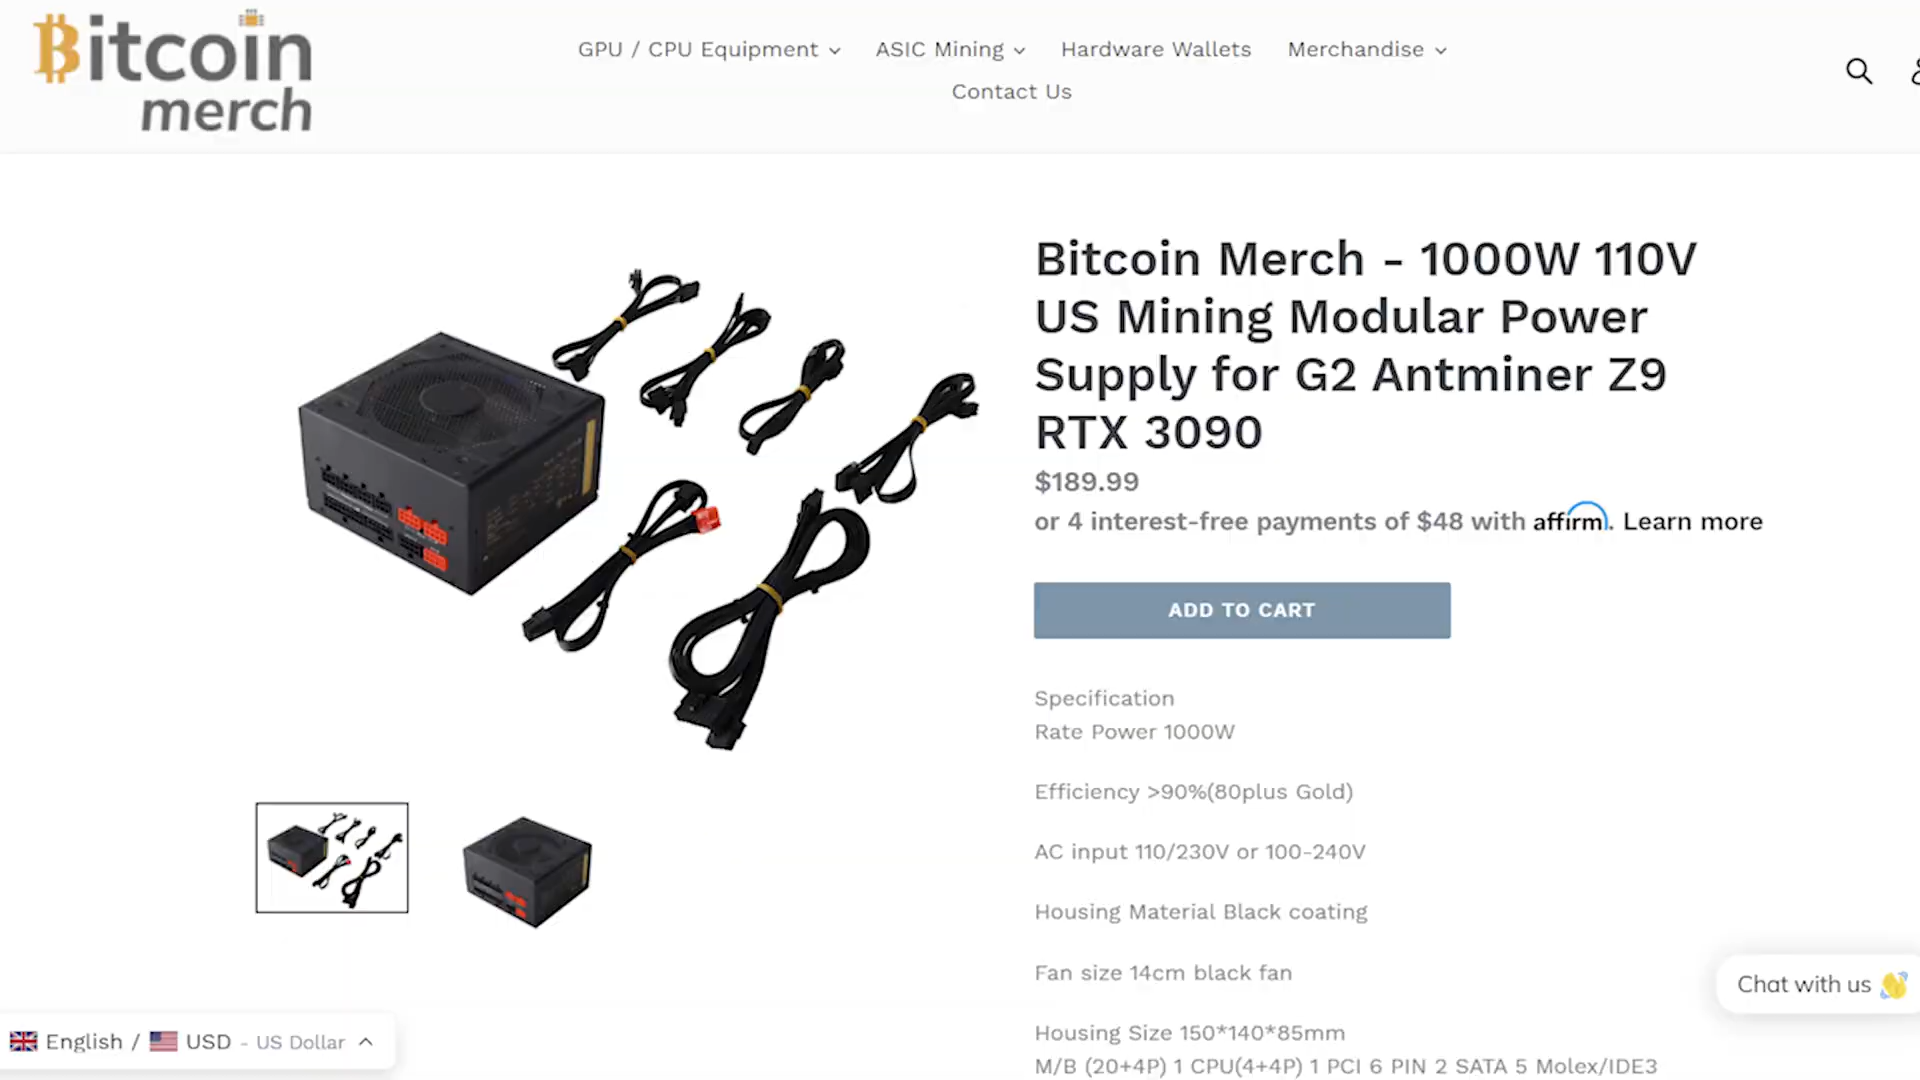 Bitcoin
merch
GPU / CPU Equipment
ASIC Mining
Hardware Wallets
Merchandise
Contact Us
Bitcoin Merch - 1000W 110V
US Mining Modular Power
Supply for G2 Antminer Z9
RTX 3090
$189.99
or 4 interest-free payments of $48 with affirm. Learn more
ADD TO CART
Specification
Rate Power 1000W
Efficiency >90%(80plus Gold)
AC input 110/230V or 100-240V
Housing Material Black coating
Fan size 14cm black fan
Housing Size 150*140*85mm
M/B (20+4P) 1 CPU(4+4P) 1 PCI 6 PIN 2 SATA 5 Molex/IDE3
Chat with us
English / USD - US Dollar